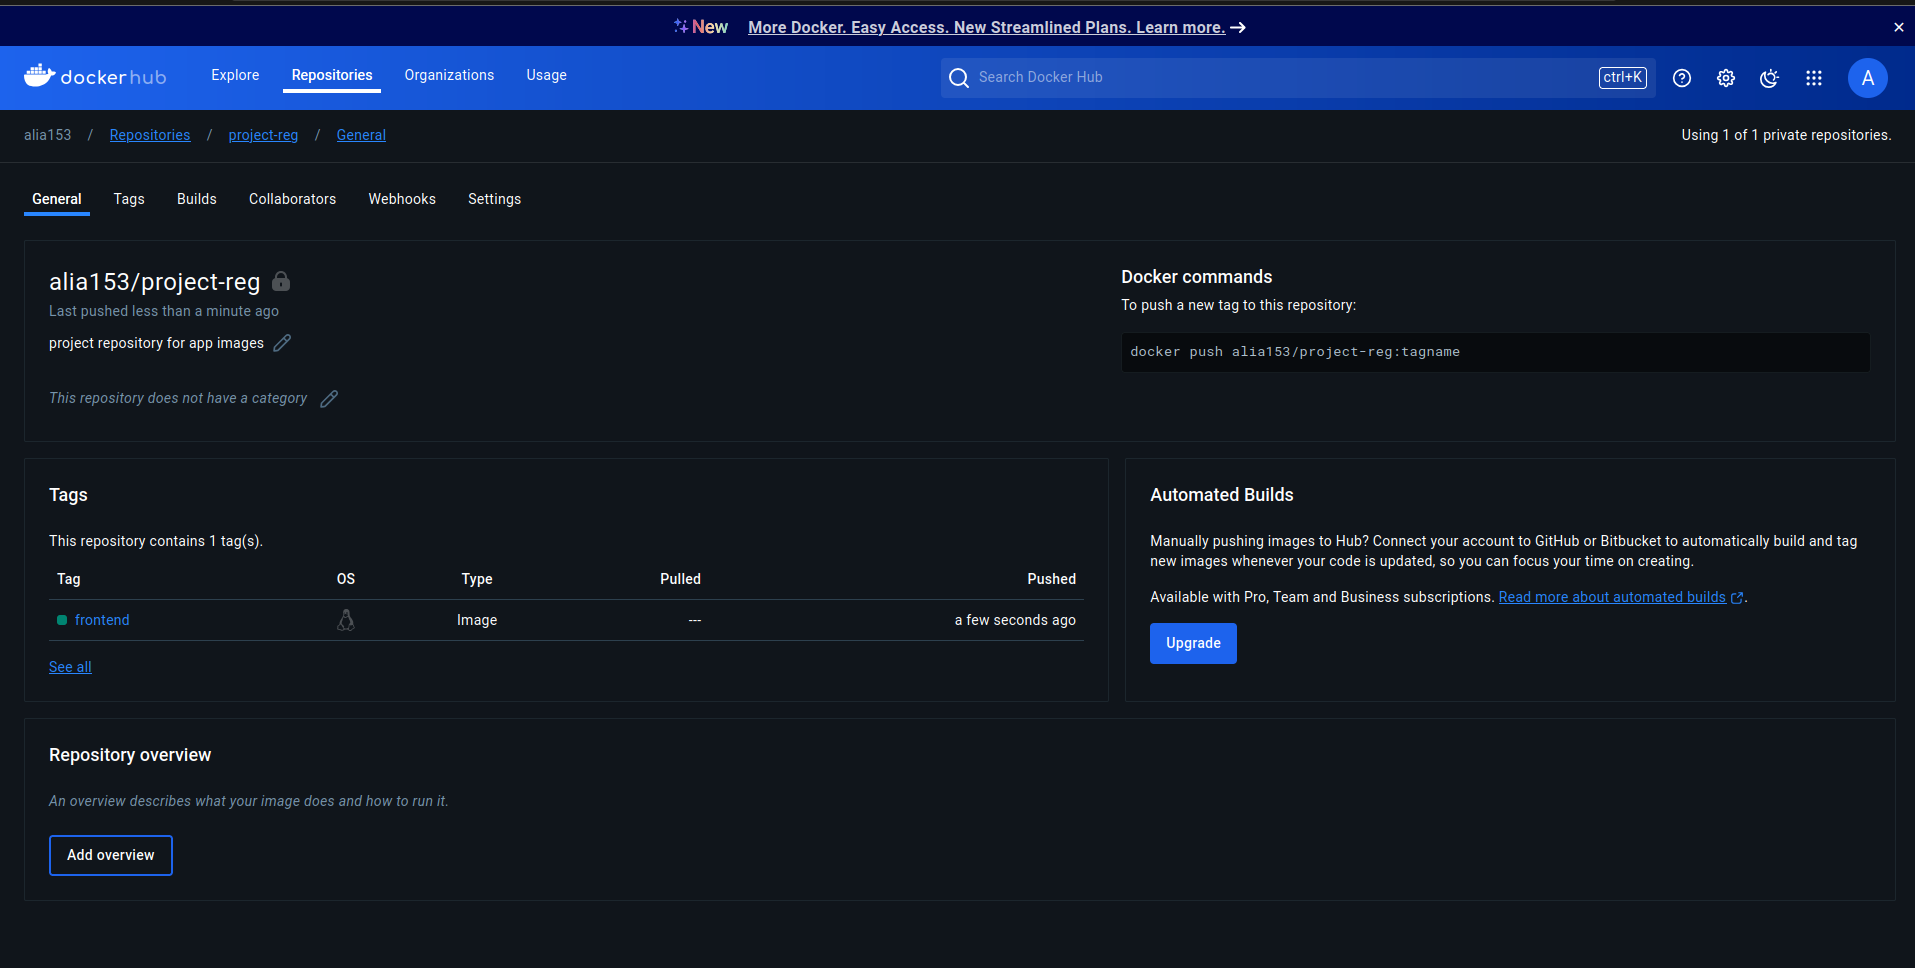 New More Docker. Easy Access. New Streamlined Plans. Learn more.
dockerhub Explore Repositories Organizations Usage Search Docker Hub ctrl+K A
alia153 / Repositories / project-reg / General Using 1 of 1 private repositories.
General Tags Builds Collaborators Webhooks Settings
alia153/project-reg
Last pushed less than a minute ago
project repository for app images
This repository does not have a category
Docker commands
To push a new tag to this repository:
docker push alia153/project-reg:tagname
Tags
This repository contains 1 tag(s).
Tag OS Type Pulled Pushed
frontend Image --- a few seconds ago
See all
Automated Builds
Manually pushing images to Hub? Connect your account to GitHub or Bitbucket to automatically build and tag
new images whenever your code is updated, so you can focus your time on creating.
Available with Pro, Team and Business subscriptions. Read more about automated builds .
Upgrade
Repository overview
An overview describes what your image does and how to run it.
Add overview